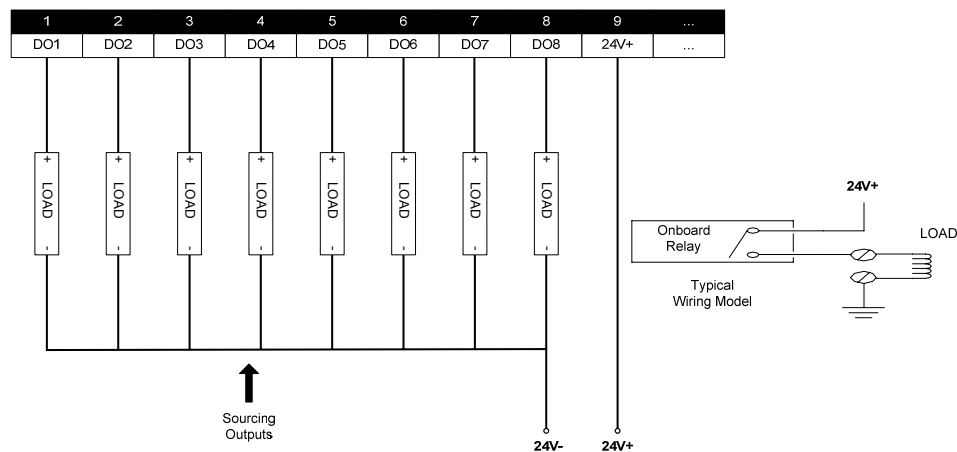 1 2 3 4 5 6 7 8 9 ...
DO1 DO2 DO3 DO4 DO5 DO6 DO7 DO8 24V+ ...
+ + + + + + + +
LOAD LOAD LOAD LOAD LOAD LOAD LOAD LOAD
- - - - - - - -
24V+
Onboard
Relay
LOAD
Typical
Wiring Model
Sourcing
Outputs
24V- 24V+